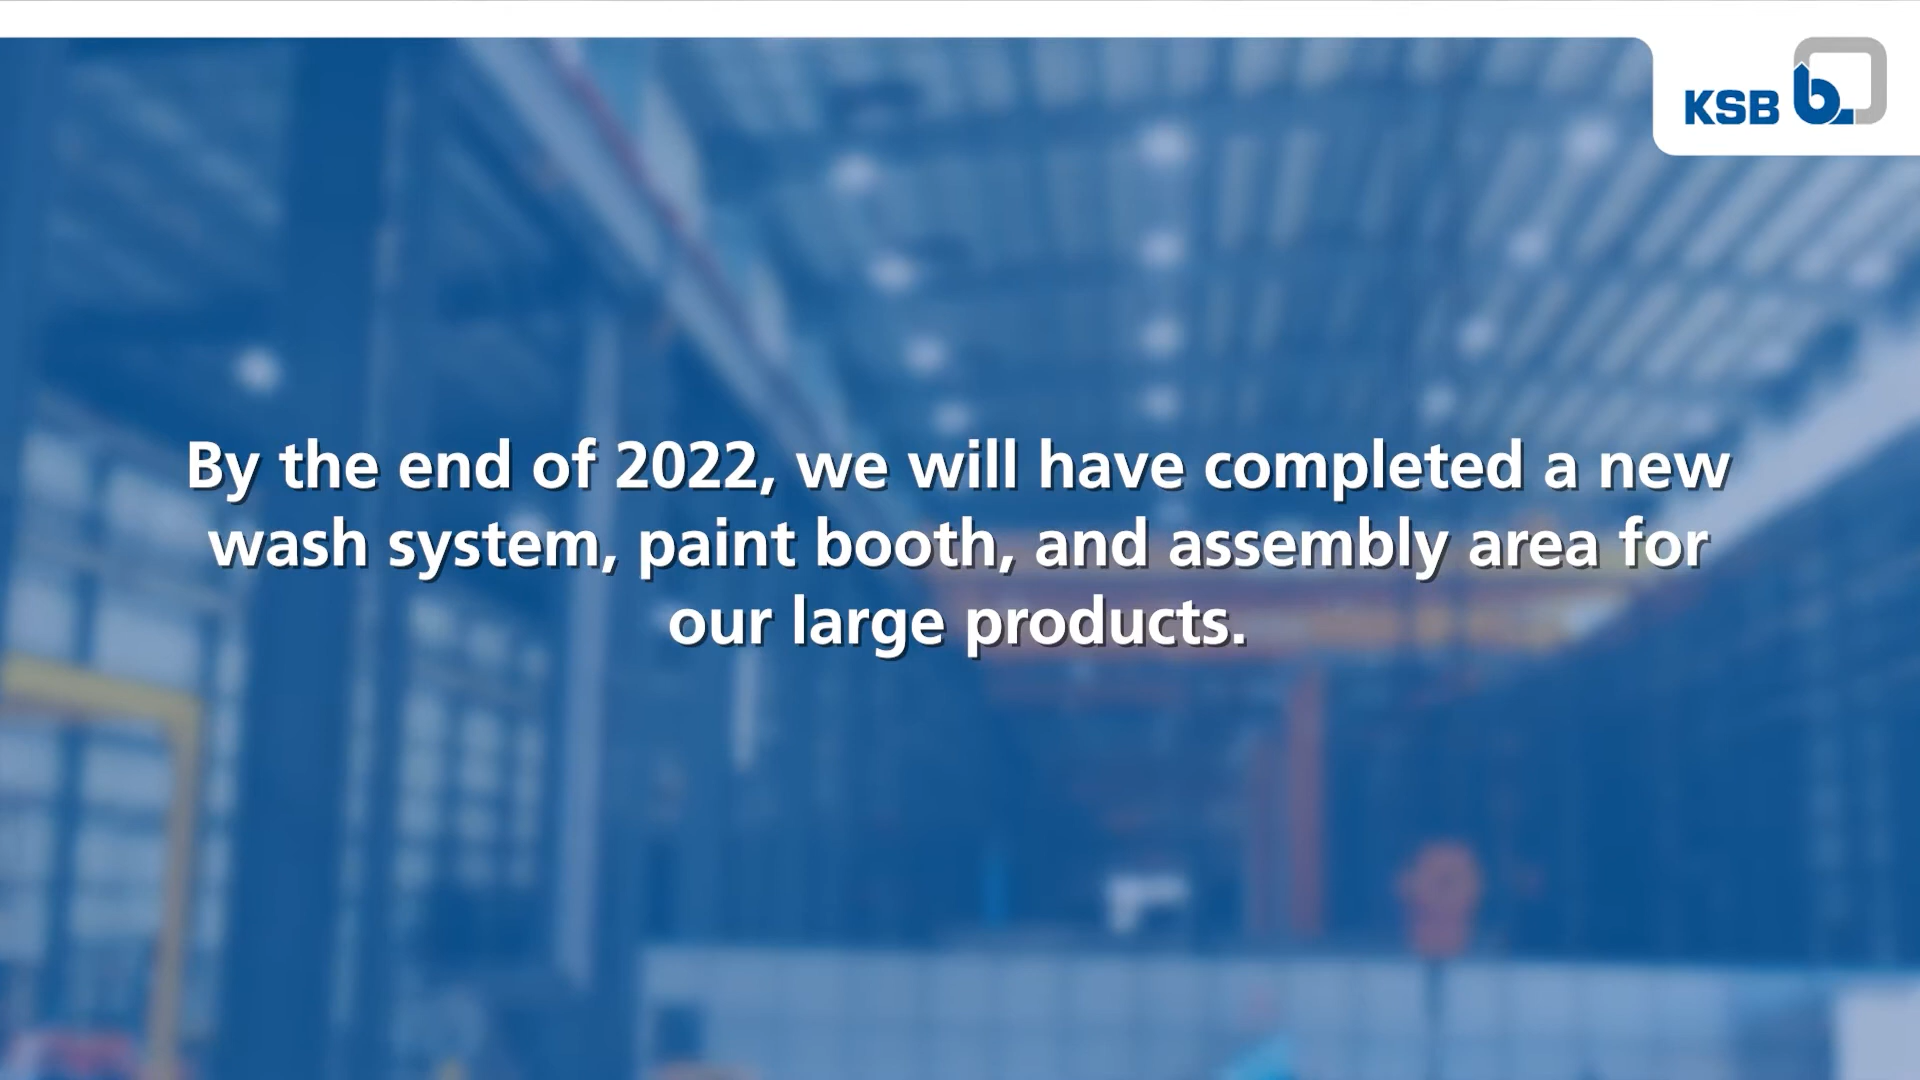 KSB
By the end of 2022, we will have completed a new
wash system, paint booth, and assembly area for
our large products.